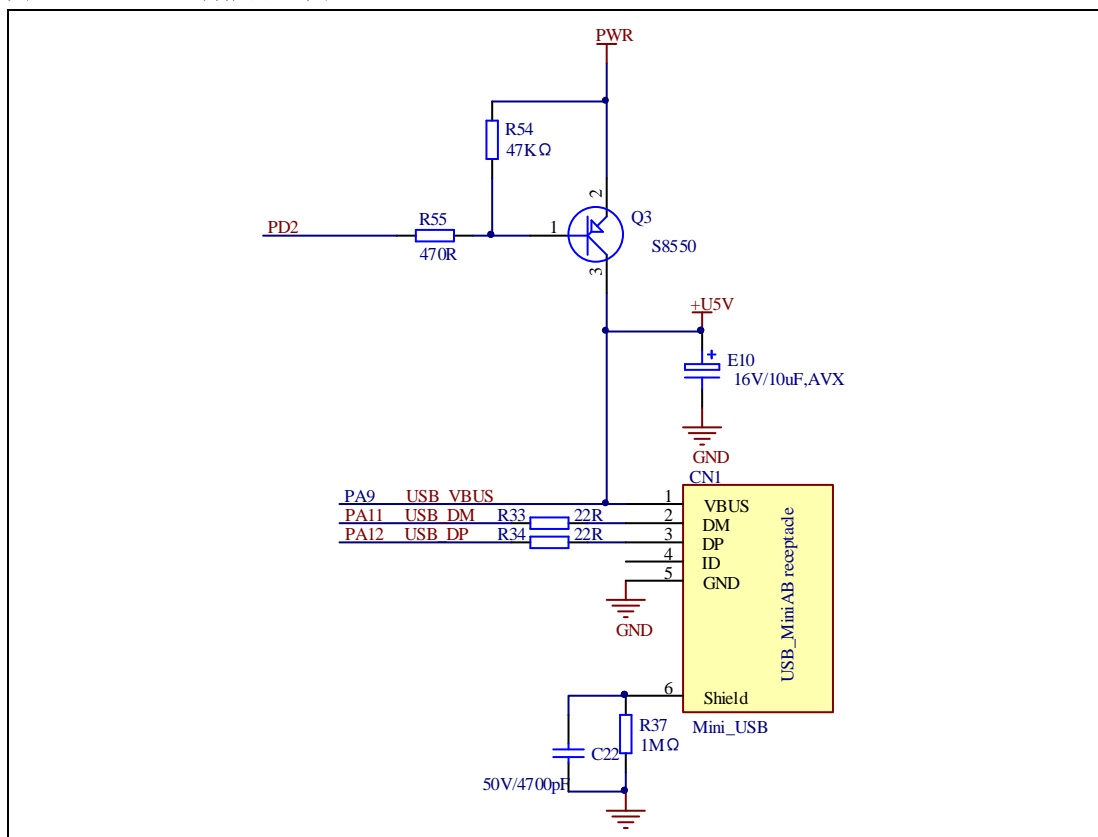 PWR
R54
47KΩ
2
Q3
PD2
R55
1
470R
S8550
3
+U5V
+
E10
16V/10uF,AVX
GND
CN1
PA9 USB_VBUS 1 VBUS
PA11 USB_DM R33 22R 2 DM
PA12 USB_DP R34 22R 3 DP
4 ID
5 GND
GND
USB_MiniAB receptacle
6 Shield
R37
Mini_USB
1MΩ
C22
50V/4700pF